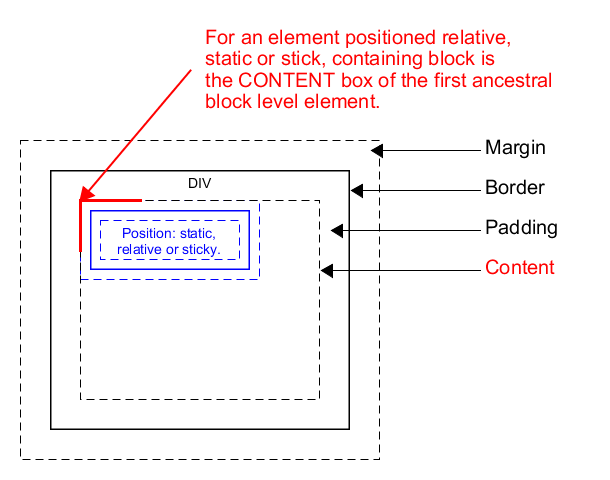 For an element positioned relative,
static or stick, containing block is
the CONTENT box of the first ancestral
block level element.
Margin
DIV
Border
Padding
Position: static,
relative or sticky.
Content